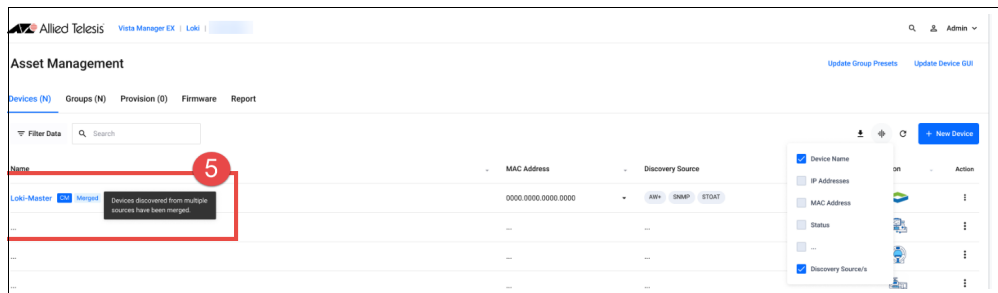 Allied Telesis Vista Manager EX | Loki | Admin
Asset Management Update Group Presets Update Device GUI
Devices (N) Groups (N) Provision (0) Firmware Report
Filter Data Search + New Device
Name MAC Address Discovery Source on Action
5
Loki-Master CM Merged 0000.0000.0000.0000 AW+ SNMP STOAT
Devices discovered from multiple
sources have been merged.
... ... ...
... ... ...
... ... ...
Device Name
IP Addresses
MAC Address
Status
...
Discovery Source/s